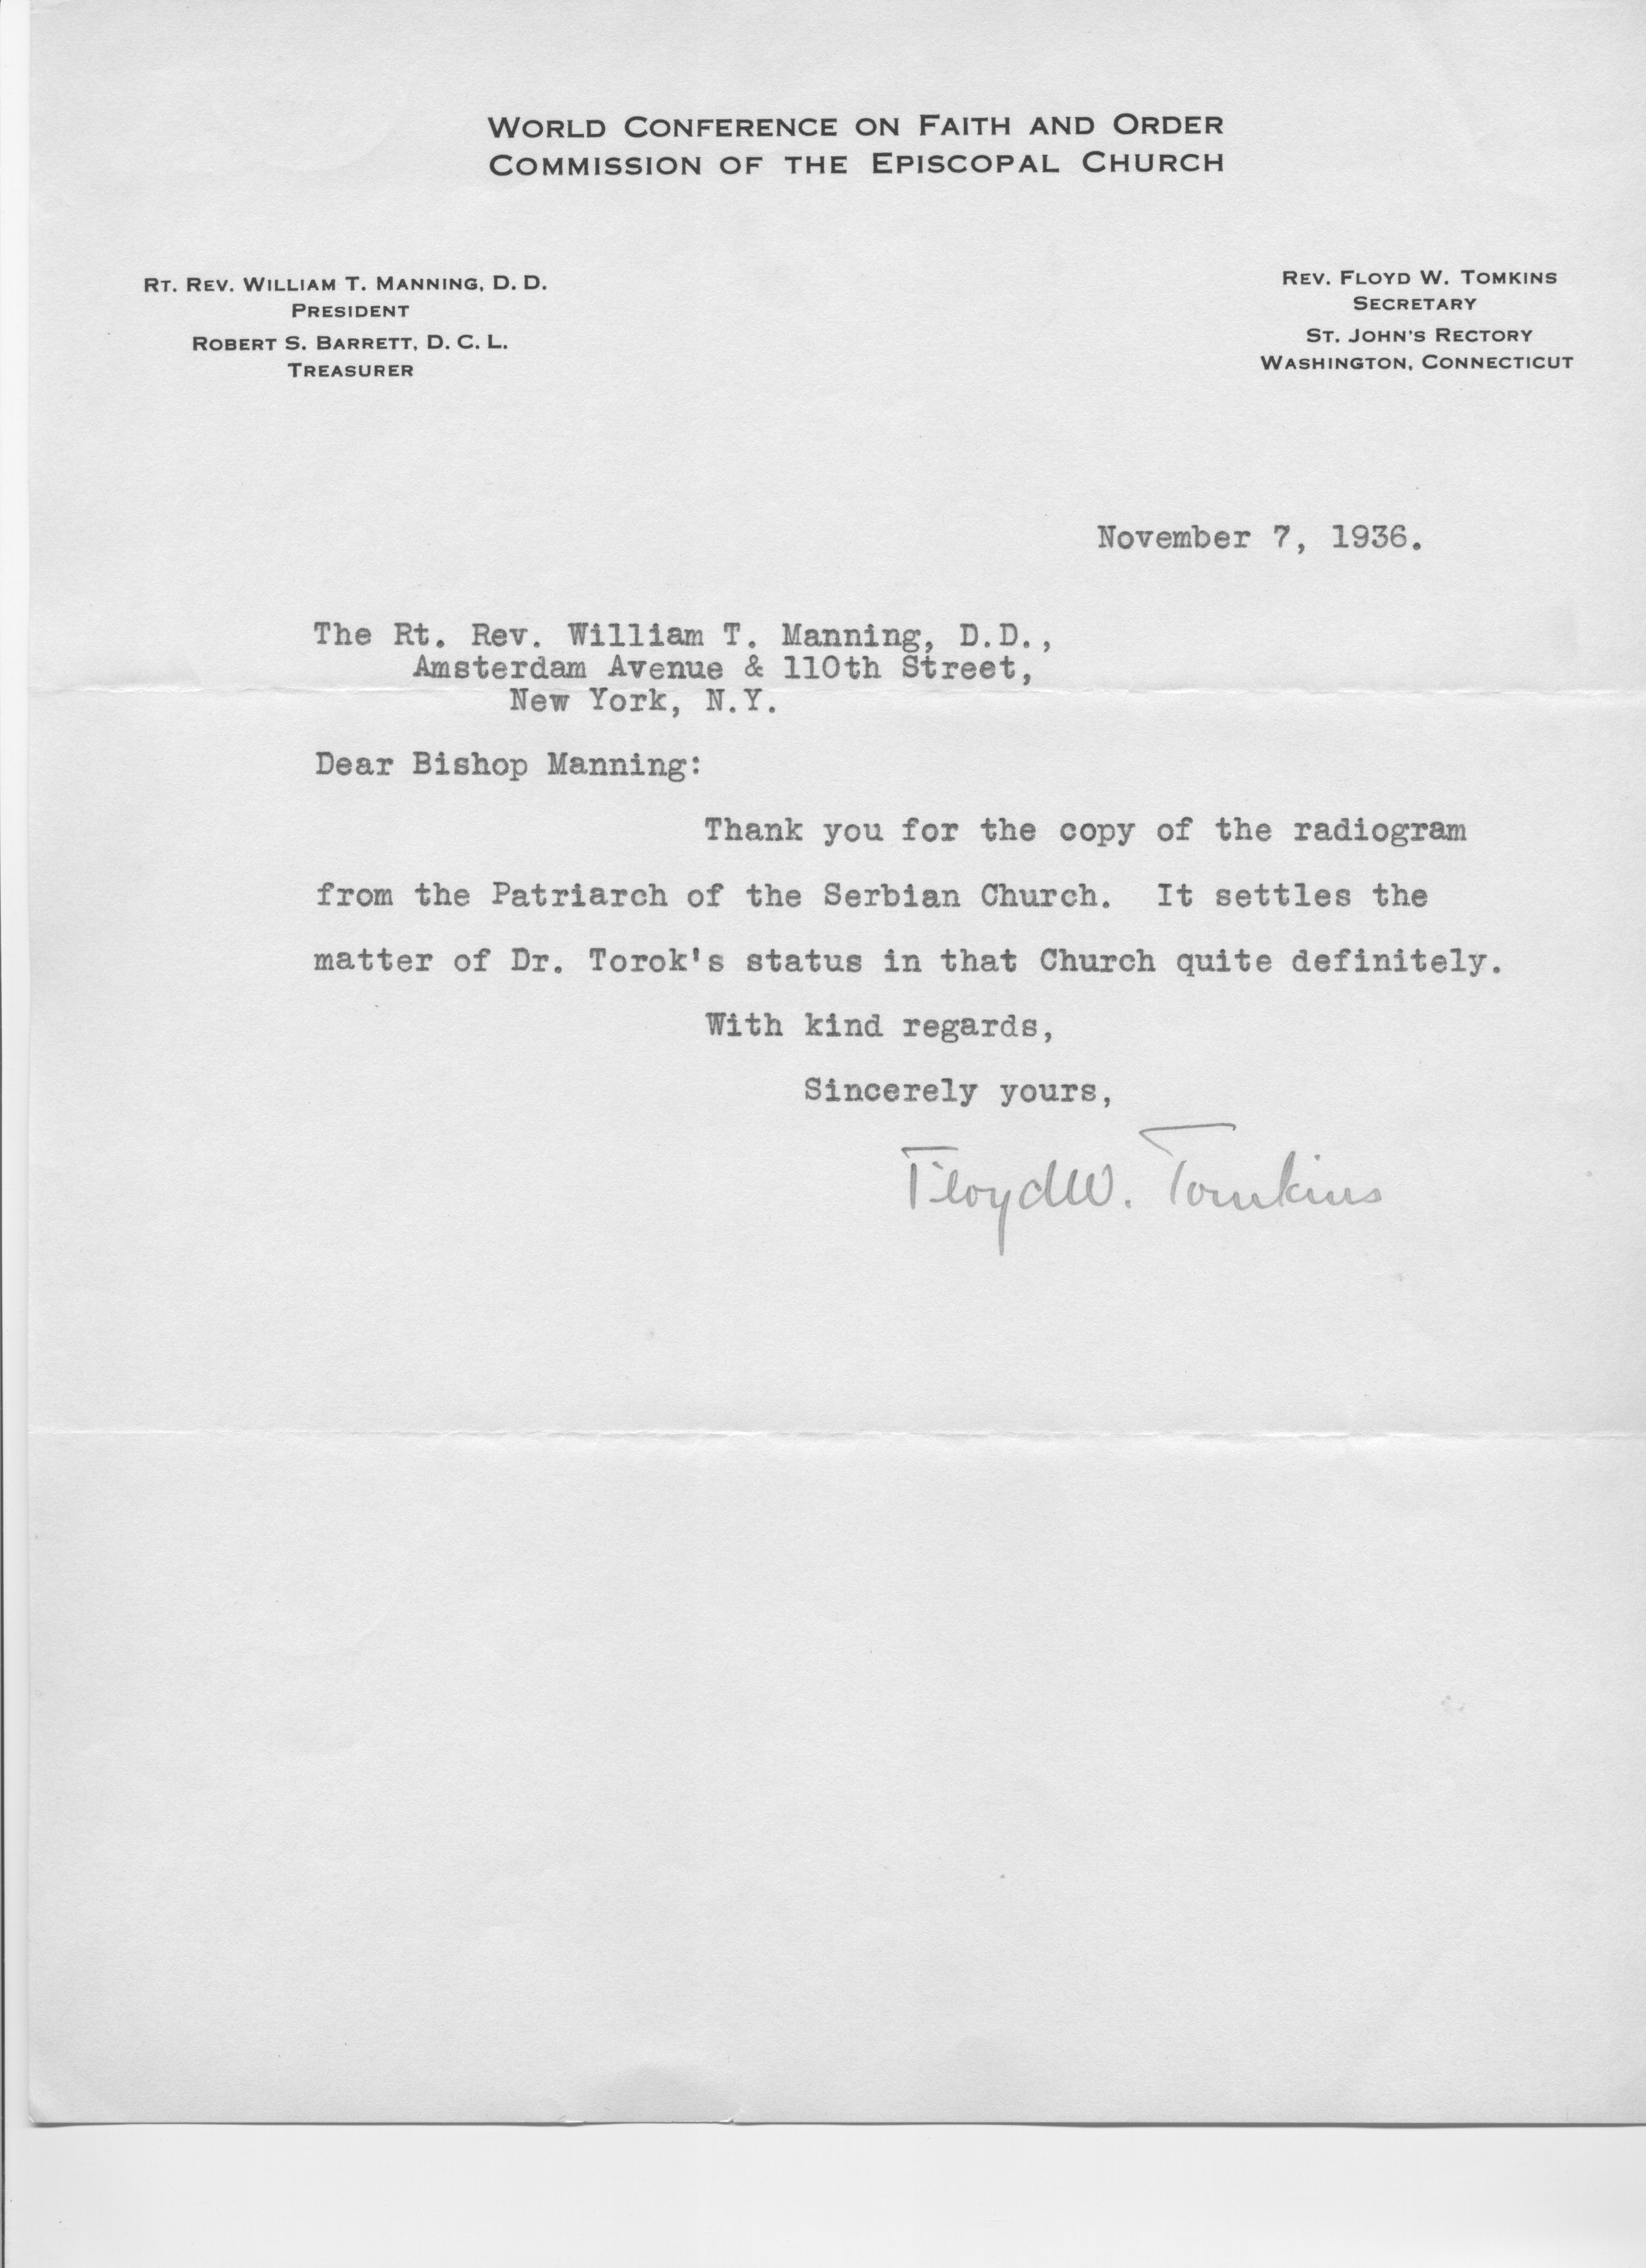 WORLD CONFERENCE ON FAITH AND ORDER
COMMISSION OF THE EPISCOPAL CHURCH
RT. REV. WILLIAM T. MANNING, D. D.
PRESIDENT
ROBERT S. BARRETT, D. C. L.
TREASURER
REV. FLOYD W. TOMKINS
SECRETARY
ST. JOHN'S RECTORY
WASHINGTON, CONNECTICUT
November 7, 1936.
The Rt. Rev. William T. Manning, D.D.,
Amsterdam Avenue & 110th Street,
New York, N.Y.
Dear Bishop Manning:
Thank you for the copy of the radiogram
from the Patriarch of the Serbian Church. It settles the
matter of Dr. Torok's status in that Church quite definitely.
With kind regards,
Sincerely yours,
Floyd W. Tomkins